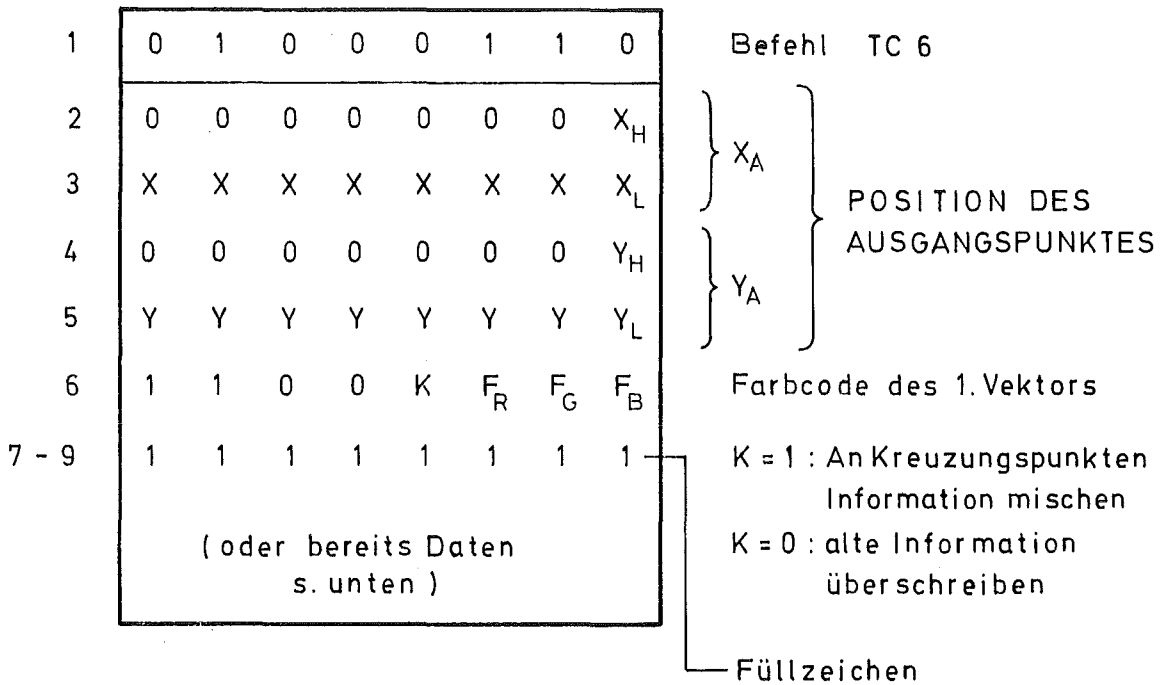 1 0 1 0 0 0 1 1 0 Befehl TC 6
2 0 0 0 0 0 0 0 X_H
X_A
3 X X X X X X X X_L
POSITION DES
AUSGANGSPUNKTES
4 0 0 0 0 0 0 0 Y_H
Y_A
5 Y Y Y Y Y Y Y Y_L
6 1 1 0 0 K F_R F_G F_B Farbcode des 1. Vektors
7 - 9 1 1 1 1 1 1 1 1 K = 1 : An Kreuzungspunkten
Information mischen
(oder bereits Daten
s. unten)
K = 0 : alte Information
überschreiben
Füllzeichen